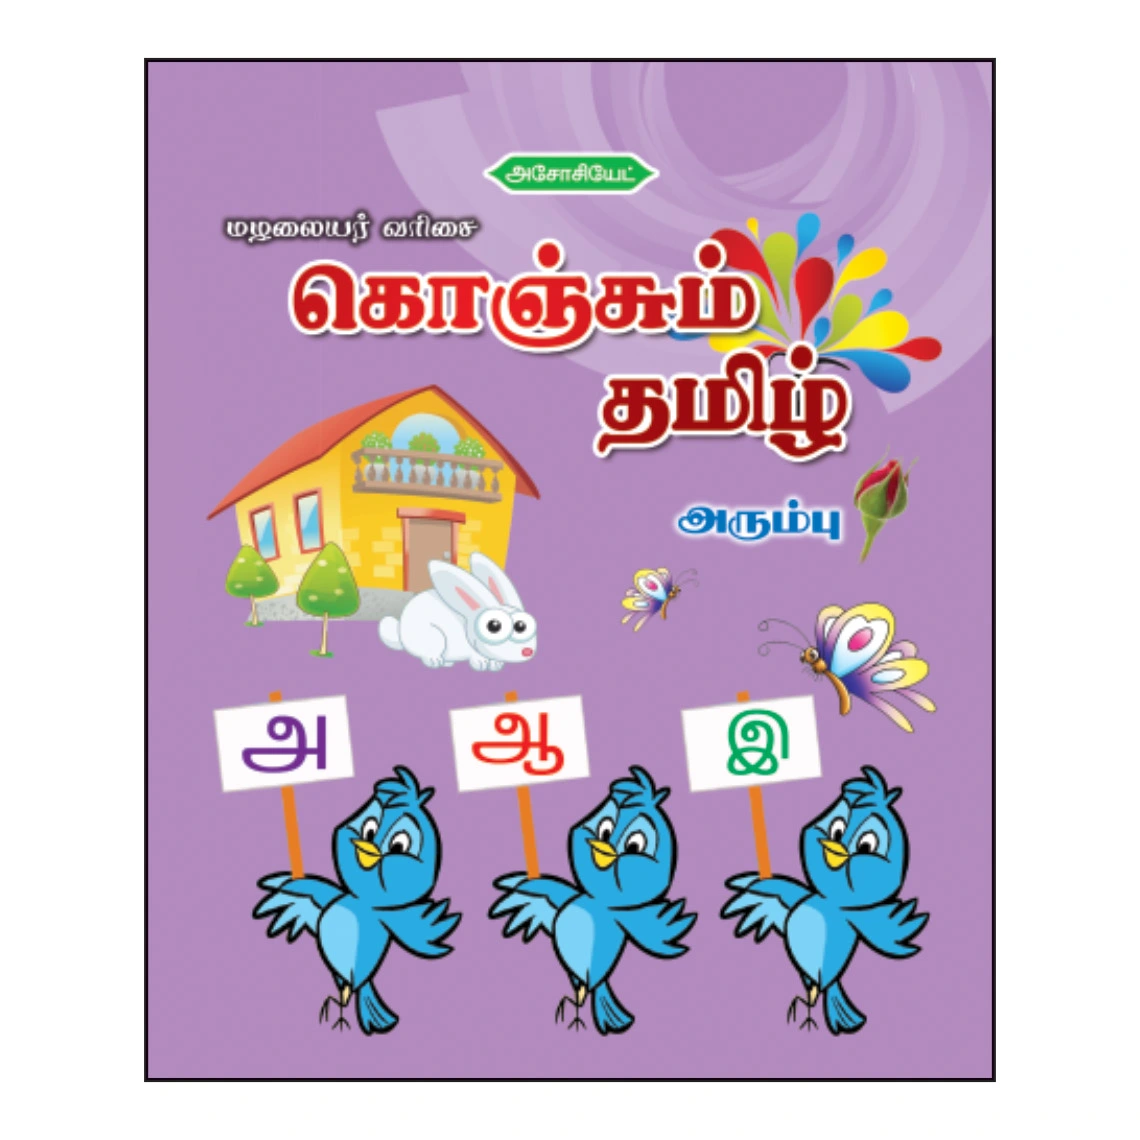 அசோசியேட்
மழலையர் வரிசை
கொஞ்சும்
தமிழ்
அரும்பு
அ ஆ இ